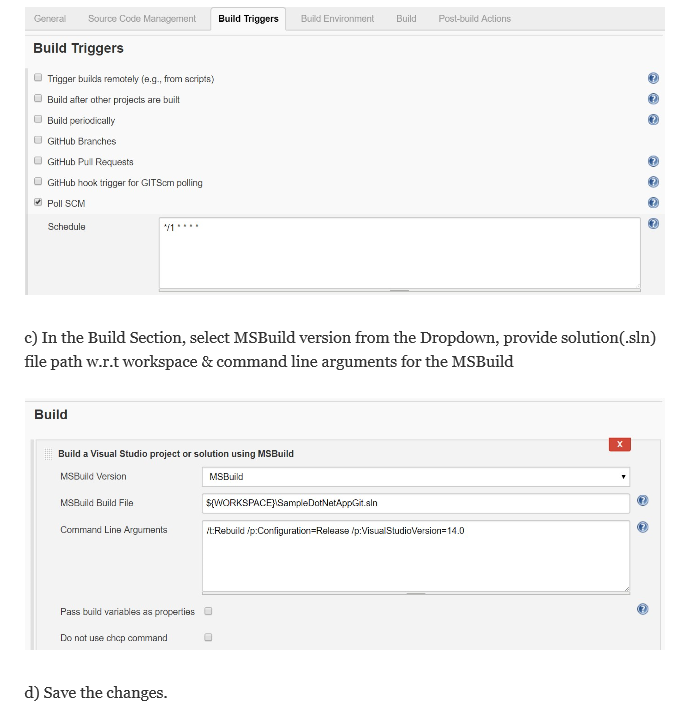 General Source Code Management Build Triggers Build Environment Build Post-build Actions
Build Triggers
Trigger builds remotely (e.g., from scripts)
Build after other projects are built
Build periodically
GitHub Branches
GitHub Pull Requests
GitHub hook trigger for GITScm polling
Poll SCM
Schedule */1 * * * *
c) In the Build Section, select MSBuild version from the Dropdown, provide solution(.sln)
file path w.r.t workspace & command line arguments for the MSBuild
Build
X
Build a Visual Studio project or solution using MSBuild
MSBuild Version MSBuild
MSBuild Build File ${WORKSPACE}\SampleDotNetAppGit.sln
Command Line Arguments /t:Rebuild /p:Configuration=Release /p:VisualStudioVersion=14.0
Pass build variables as properties
Do not use chcp command
d) Save the changes.